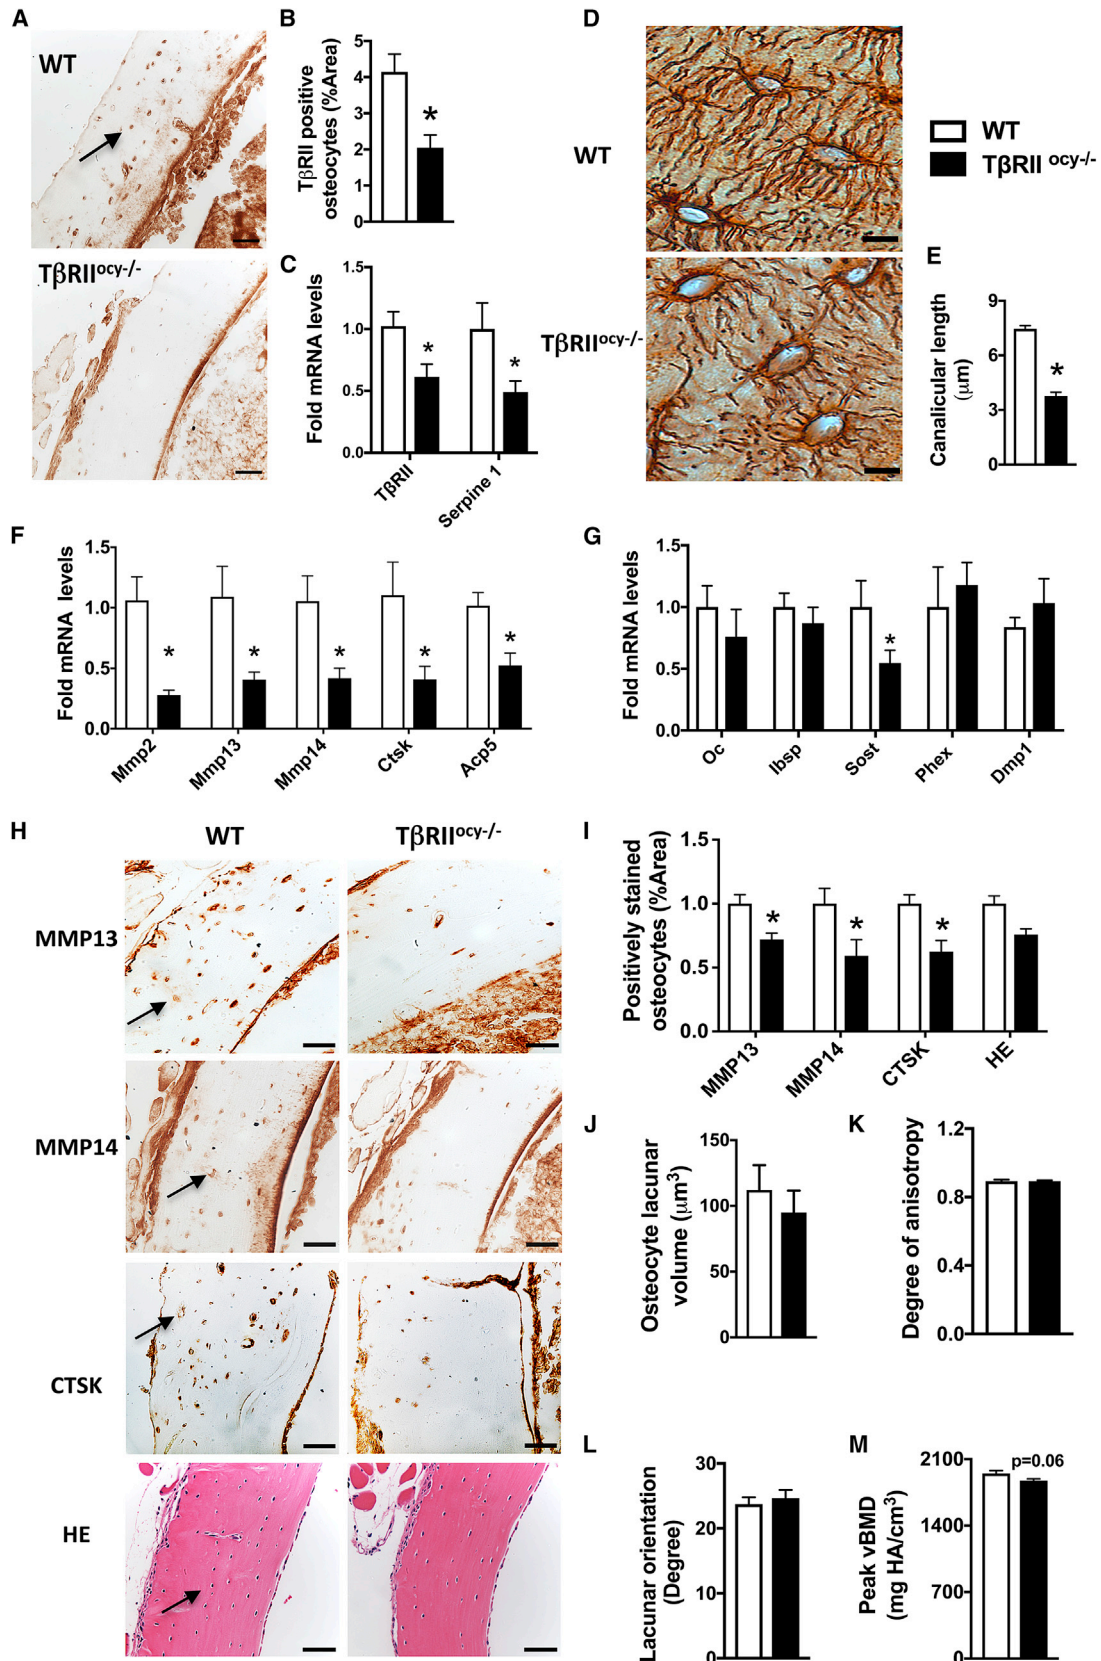 A
WT
TβRIIocy-/-
B
TβRII positive
osteocytes (%Area)
5
4
3
2
1
0
*
C
Fold mRNA levels
1.5
1.0
0.5
0.0
*
*
TβRII
Serpine 1
D
WT
TβRIIocy-/-
WT
TβRII ocy-/-
E
Canalicular length
(μm)
9
6
3
0
*
F
Fold mRNA levels
1.5
1.0
0.5
0.0
*
*
*
*
*
Mmp2
Mmp13
Mmp14
Ctsk
Acp5
G
Fold mRNA levels
1.5
1.0
0.5
0.0
*
Oc
Ibsp
Sost
Phex
Dmp1
H
WT
TβRIIocy-/-
MMP13
MMP14
CTSK
HE
I
Positively stained
osteocytes (%Area)
1.5
1.0
0.5
0.0
*
*
*
MMP13
MMP14
CTSK
HE
J
Osteocyte lacunar
volume (μm3)
150
100
50
0
K
Degree of anisotropy
1.2
0.8
0.4
0.0
L
Lacunar orientation
(Degree)
30
20
10
0
M
Peak vBMD
(mg HA/cm3)
2100
1400
700
0
p=0.06